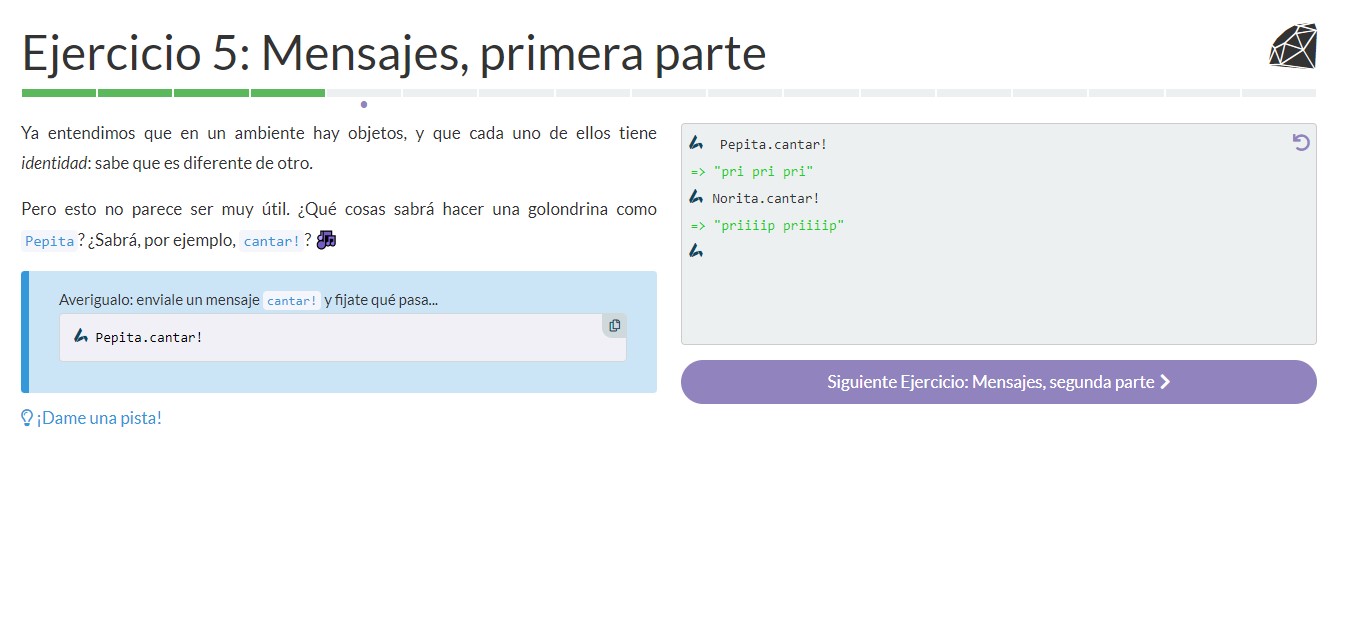 Ejercicio 5: Mensajes, primera parte
Ya entendimos que en un ambiente hay objetos, y que cada uno de ellos tiene
identidad: sabe que es diferente de otro.
Pero esto no parece ser muy útil. ¿Qué cosas sabrá hacer una golondrina como
Pepita? ¿Sabrá, por ejemplo, cantar!?
Averigualo: enviale un mensaje cantar! y fijate qué pasa...
Pepita.cantar!
¡Dame una pista!
Pepita.cantar!
=> "pri pri pri"
Norita.cantar!
=> "priiiip priiiip"
Siguiente Ejercicio: Mensajes, segunda parte